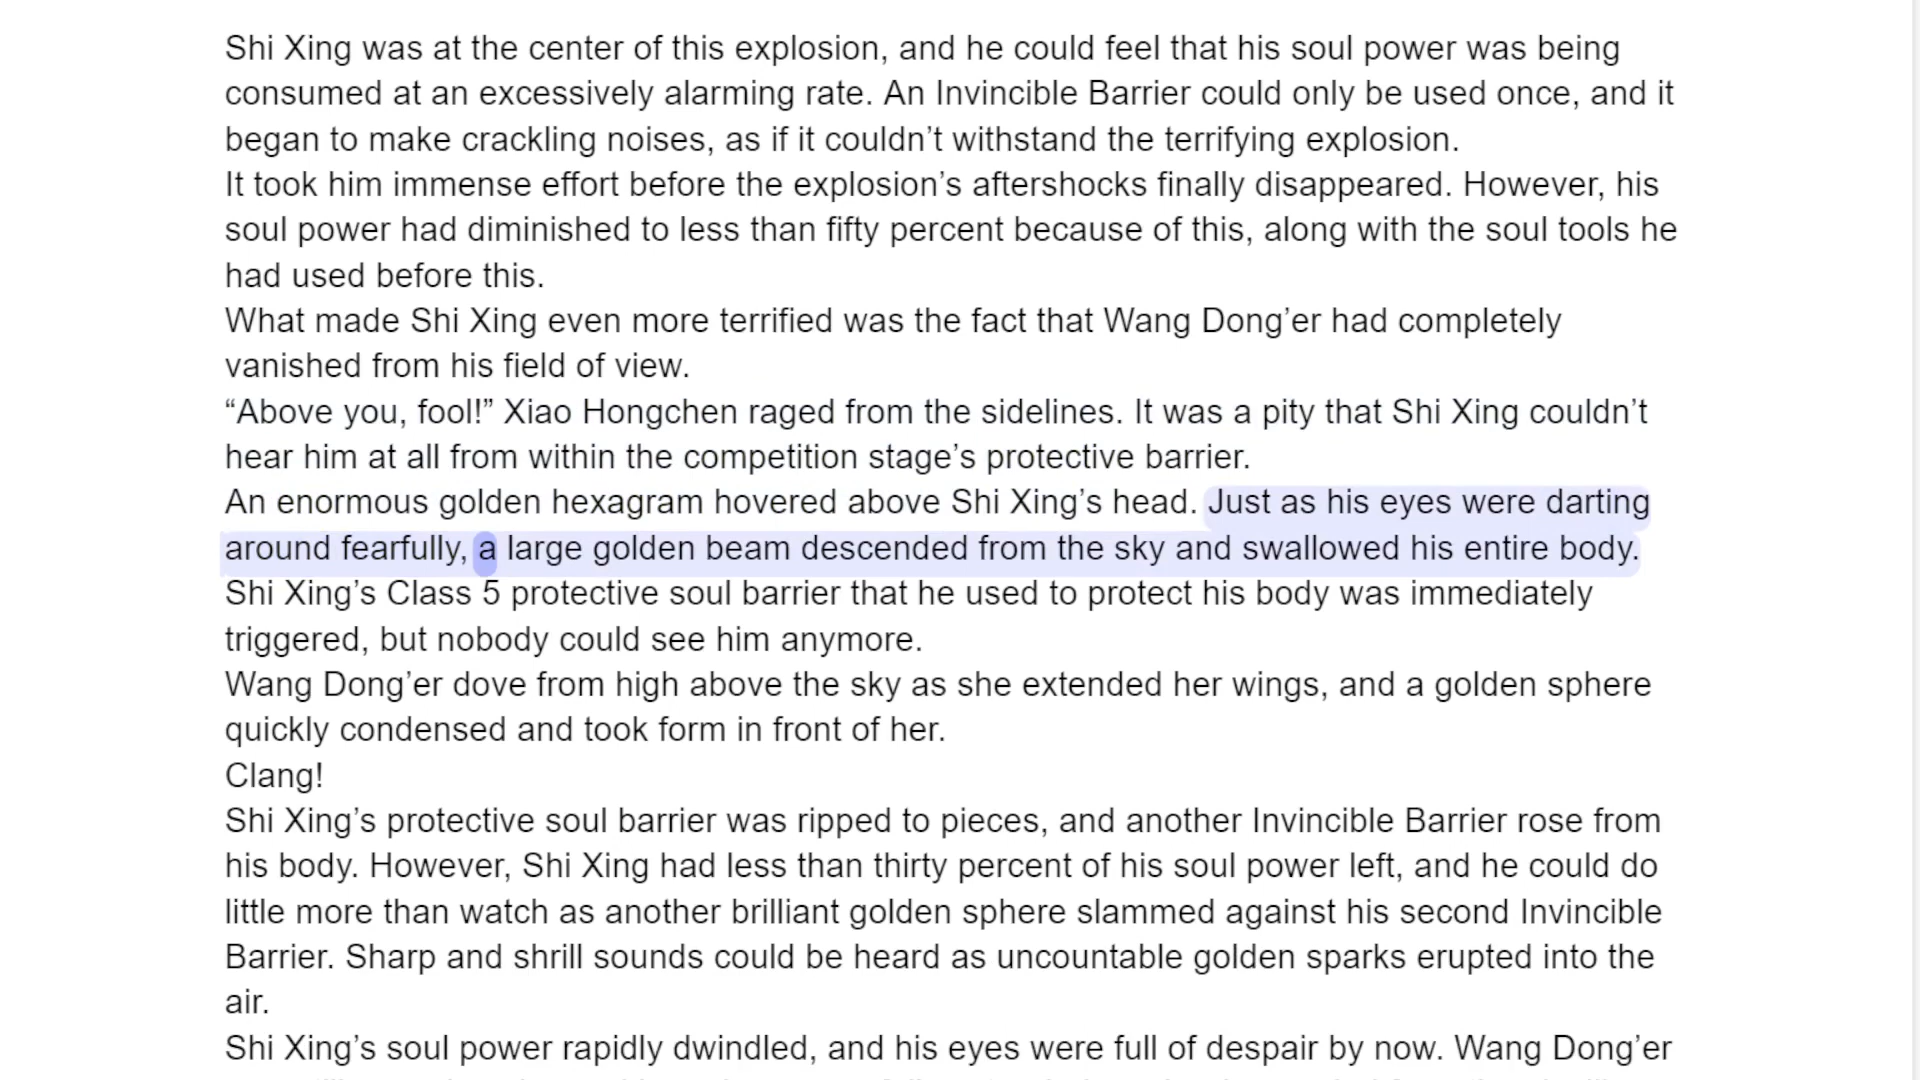 Shi Xing was at the center of this explosion, and he could feel that his soul power was being
consumed at an excessively alarming rate. An Invincible Barrier could only be used once, and it
began to make crackling noises, as if it couldn’t withstand the terrifying explosion.
It took him immense effort before the explosion’s aftershocks finally disappeared. However, his
soul power had diminished to less than fifty percent because of this, along with the soul tools he
had used before this.
What made Shi Xing even more terrified was the fact that Wang Dong’er had completely
vanished from his field of view.
“Above you, fool!” Xiao Hongchen raged from the sidelines. It was a pity that Shi Xing couldn’t
hear him at all from within the competition stage’s protective barrier.
An enormous golden hexagram hovered above Shi Xing’s head. Just as his eyes were darting
around fearfully, a large golden beam descended from the sky and swallowed his entire body.
Shi Xing’s Class 5 protective soul barrier that he used to protect his body was immediately
triggered, but nobody could see him anymore.
Wang Dong’er dove from high above the sky as she extended her wings, and a golden sphere
quickly condensed and took form in front of her.
Clang!
Shi Xing’s protective soul barrier was ripped to pieces, and another Invincible Barrier rose from
his body. However, Shi Xing had less than thirty percent of his soul power left, and he could do
little more than watch as another brilliant golden sphere slammed against his second Invincible
Barrier. Sharp and shrill sounds could be heard as uncountable golden sparks erupted into the
air.
Shi Xing’s soul power rapidly dwindled, and his eyes were full of despair by now. Wang Dong’er